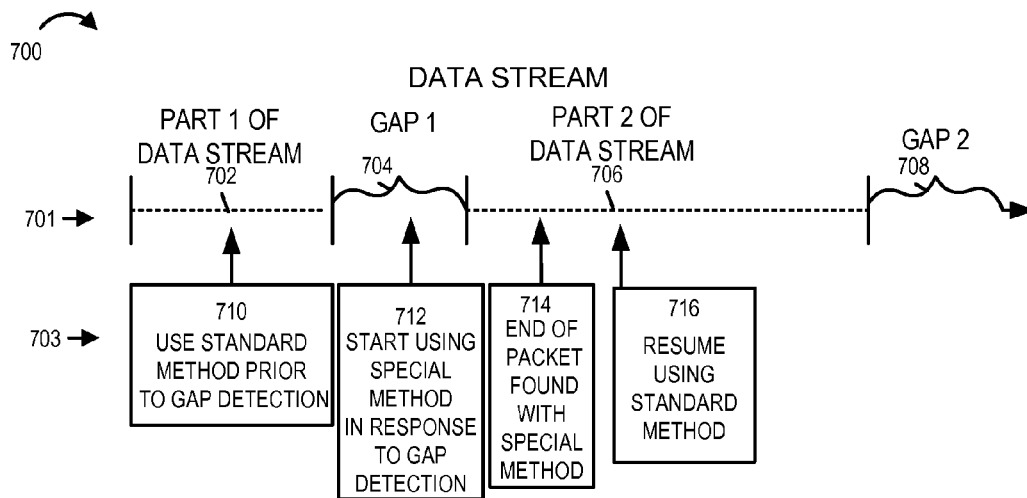 700
DATA STREAM
PART 1 OF
DATA STREAM
702
GAP 1
704
PART 2 OF
DATA STREAM
706
GAP 2
708
701
703
710
USE STANDARD
METHOD PRIOR
TO GAP DETECTION
712
START USING
SPECIAL
METHOD
IN RESPONSE
TO GAP
DETECTION
714
END OF
PACKET
FOUND
WITH
SPECIAL
METHOD
716
RESUME
USING
STANDARD
METHOD